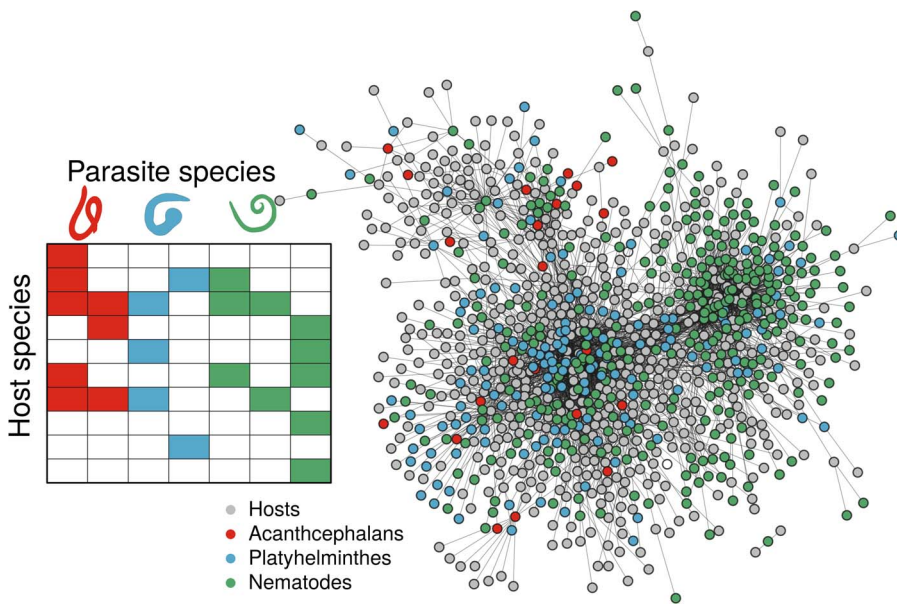 Parasite species
Host species
Hosts
Acanthcephalans
Platyhelminthes
Nematodes